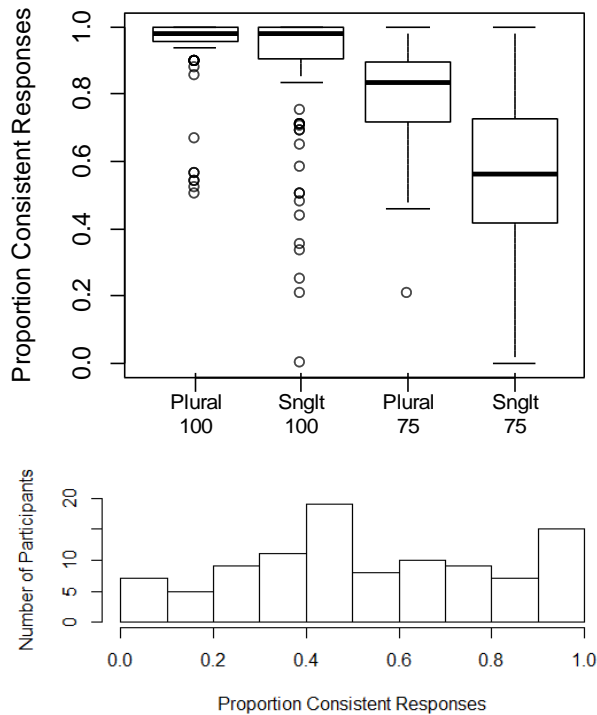 Proportion Consistent Responses
1.0
0.8
0.6
0.4
0.2
0.0
Plural Snglt Plural Snglt
100 100 75 75
Number of Participants
20
10
5
0
0.0 0.2 0.4 0.6 0.8 1.0
Proportion Consistent Responses